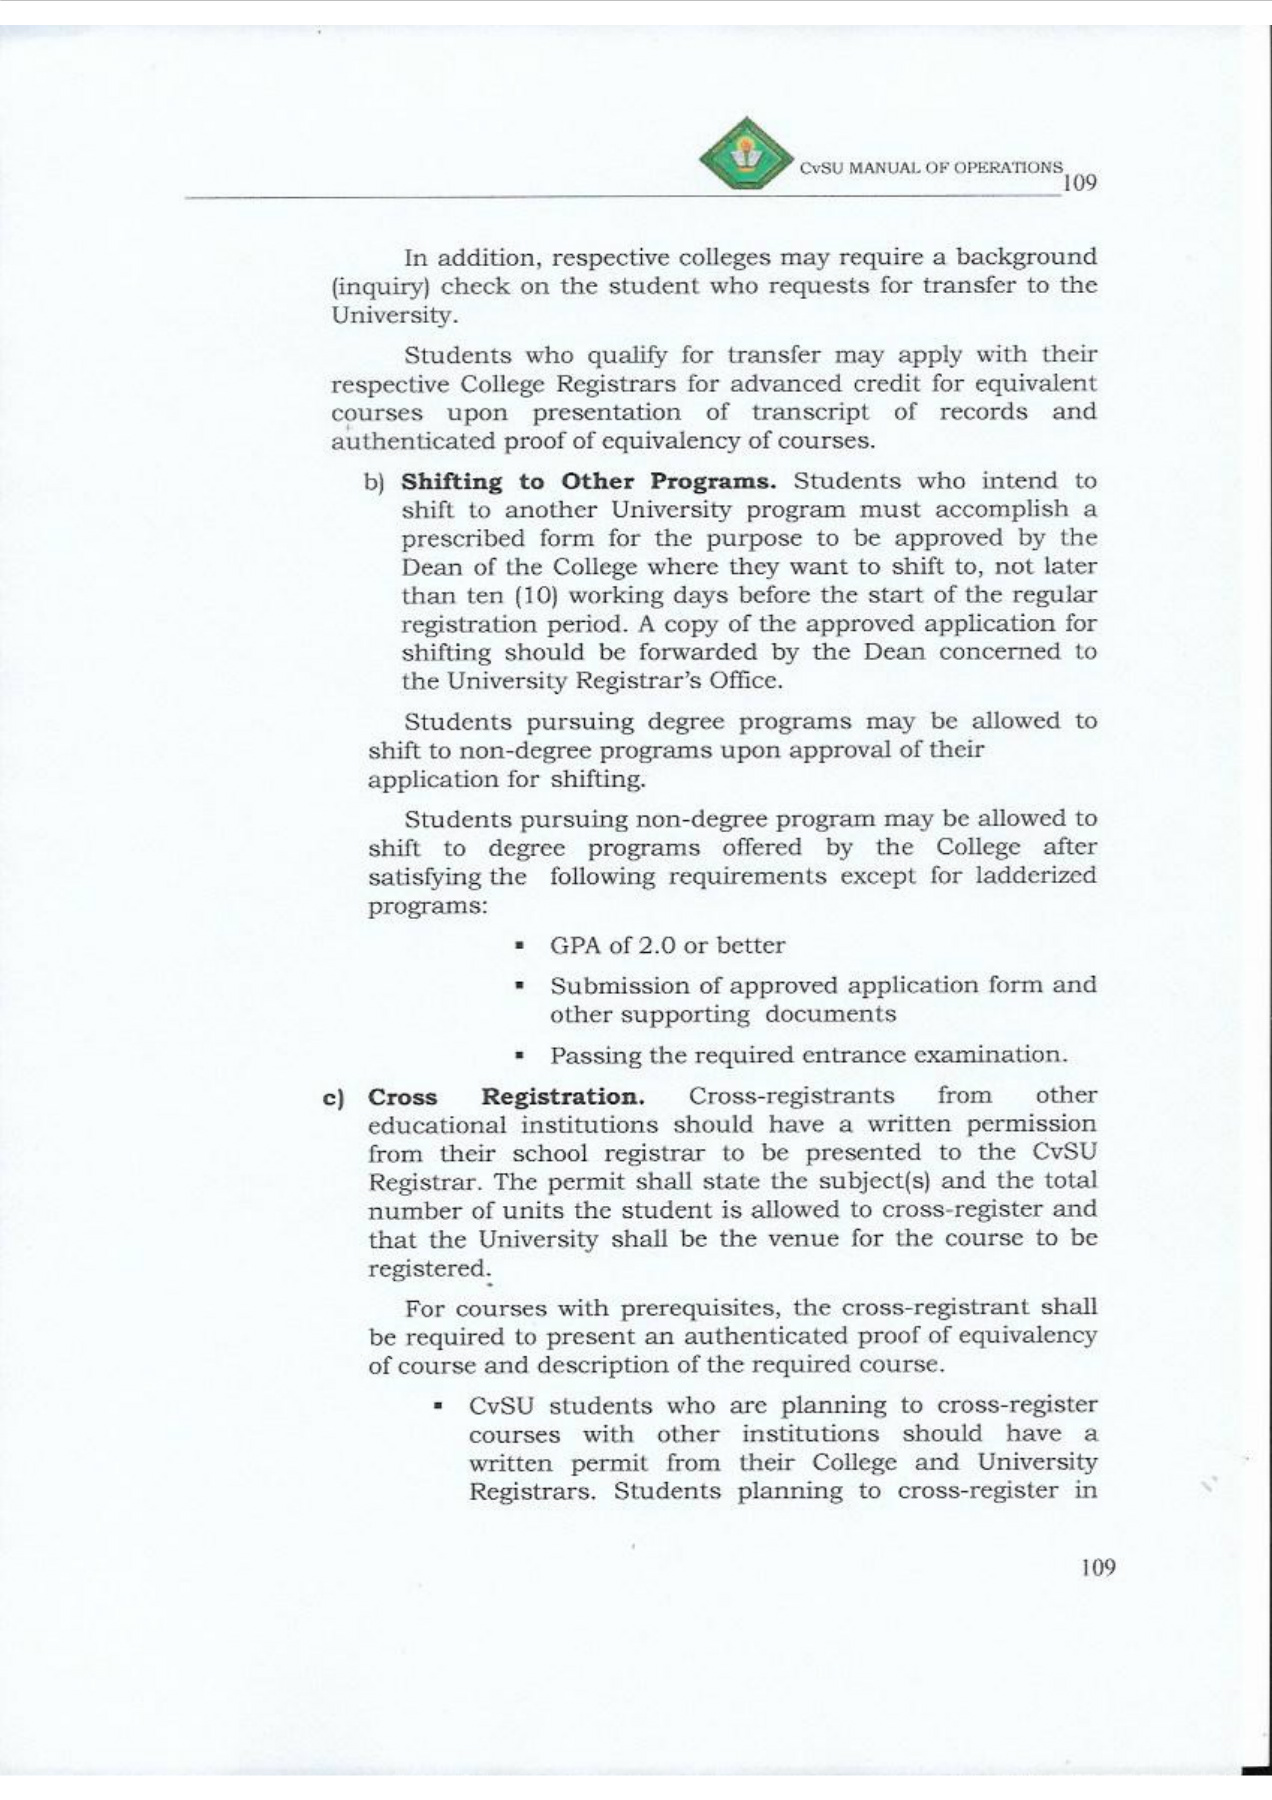 CvSU MANUAL OF OPERATIONS
109
In addition, respective colleges may require a background
(inquiry) check on the student who requests for transfer to the
University.
Students who qualify for transfer may apply with their
respective College Registrars for advanced credit for equivalent
courses upon presentation of transcript of records and
authenticated proof of equivalency of courses.
b) Shifting to Other Programs. Students who intend to
shift to another University program must accomplish a
prescribed form for the purpose to be approved by the
Dean of the College where they want to shift to, not later
than ten (10) working days before the start of the regular
registration period. A copy of the approved application for
shifting should be forwarded by the Dean concerned to
the University Registrar's Office.
Students pursuing degree programs may be allowed to
shift to non-degree programs upon approval of their
application for shifting.
Students pursuing non-degree program may be allowed to
shift to degree programs offered by the College after
satisfying the following requirements except for ladderized
programs:
▪ GPA of 2.0 or better
▪ Submission of approved application form and
other supporting documents
▪ Passing the required entrance examination.
c) Cross Registration. Cross-registrants from other
educational institutions should have a written permission
from their school registrar to be presented to the CvSU
Registrar. The permit shall state the subject(s) and the total
number of units the student is allowed to cross-register and
that the University shall be the venue for the course to be
registered.
For courses with prerequisites, the cross-registrant shall
be required to present an authenticated proof of equivalency
of course and description of the required course.
▪ CvSU students who are planning to cross-register
courses with other institutions should have a
written permit from their College and University
Registrars. Students planning to cross-register in
109